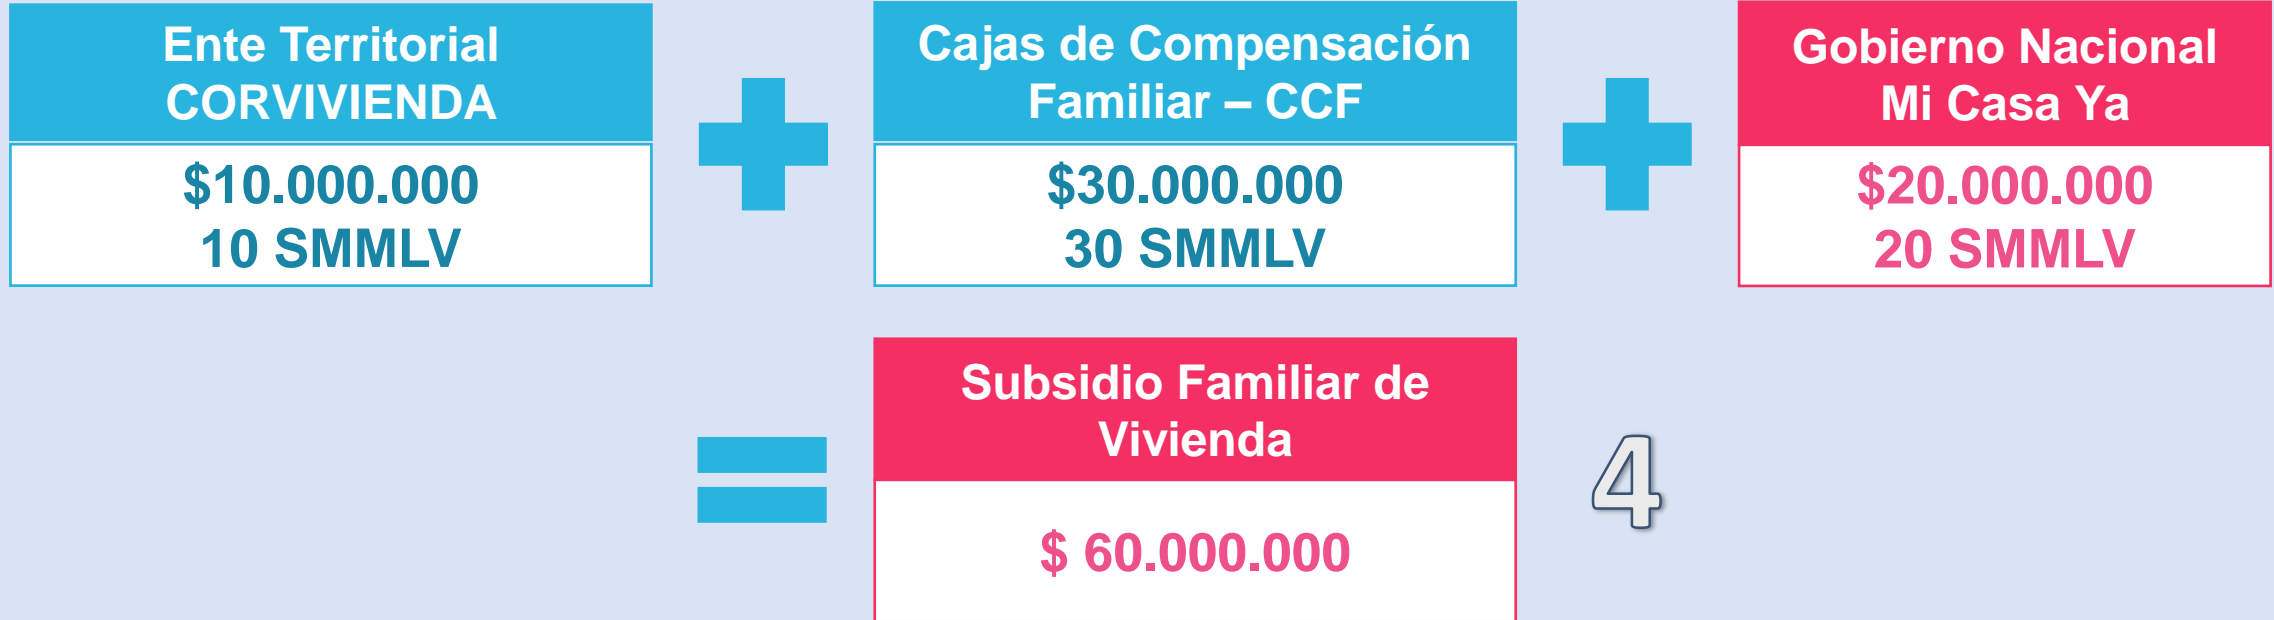 Ente Territorial
CORVIVIENDA
$10.000.000
10 SMMLV
Cajas de Compensación
Familiar – CCF
$30.000.000
30 SMMLV
Gobierno Nacional
Mi Casa Ya
$20.000.000
20 SMMLV
Subsidio Familiar de
Vivienda
$ 60.000.000
4